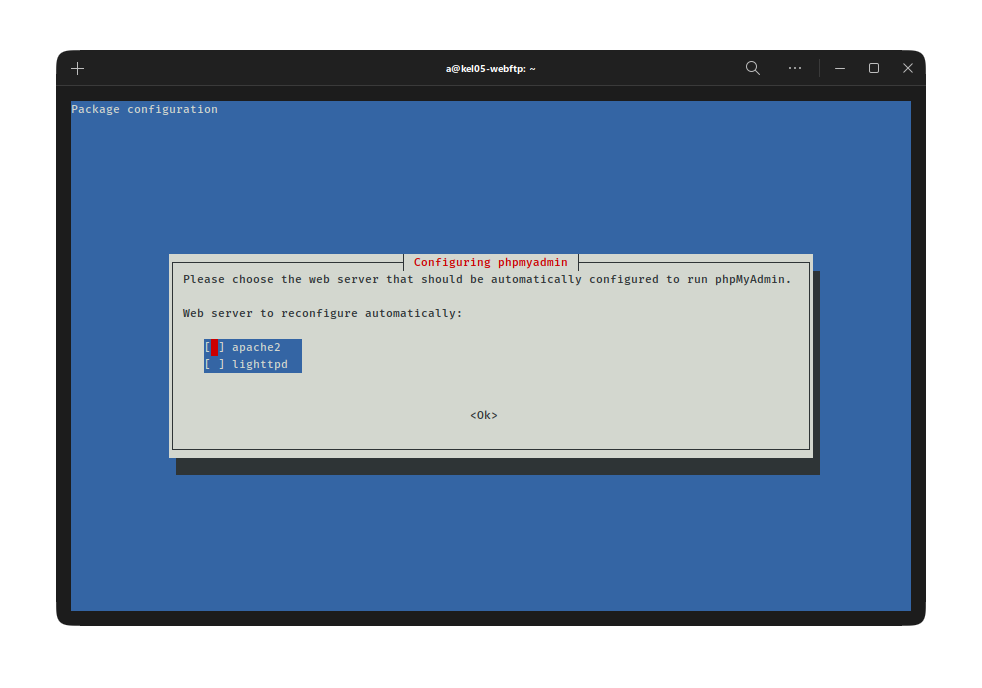 a@kel05-webftp: ~
Package configuration
Configuring phpmyadmin
Please choose the web server that should be automatically configured to run phpMyAdmin.
Web server to reconfigure automatically:
[ ] apache2
[ ] lighttpd
<Ok>